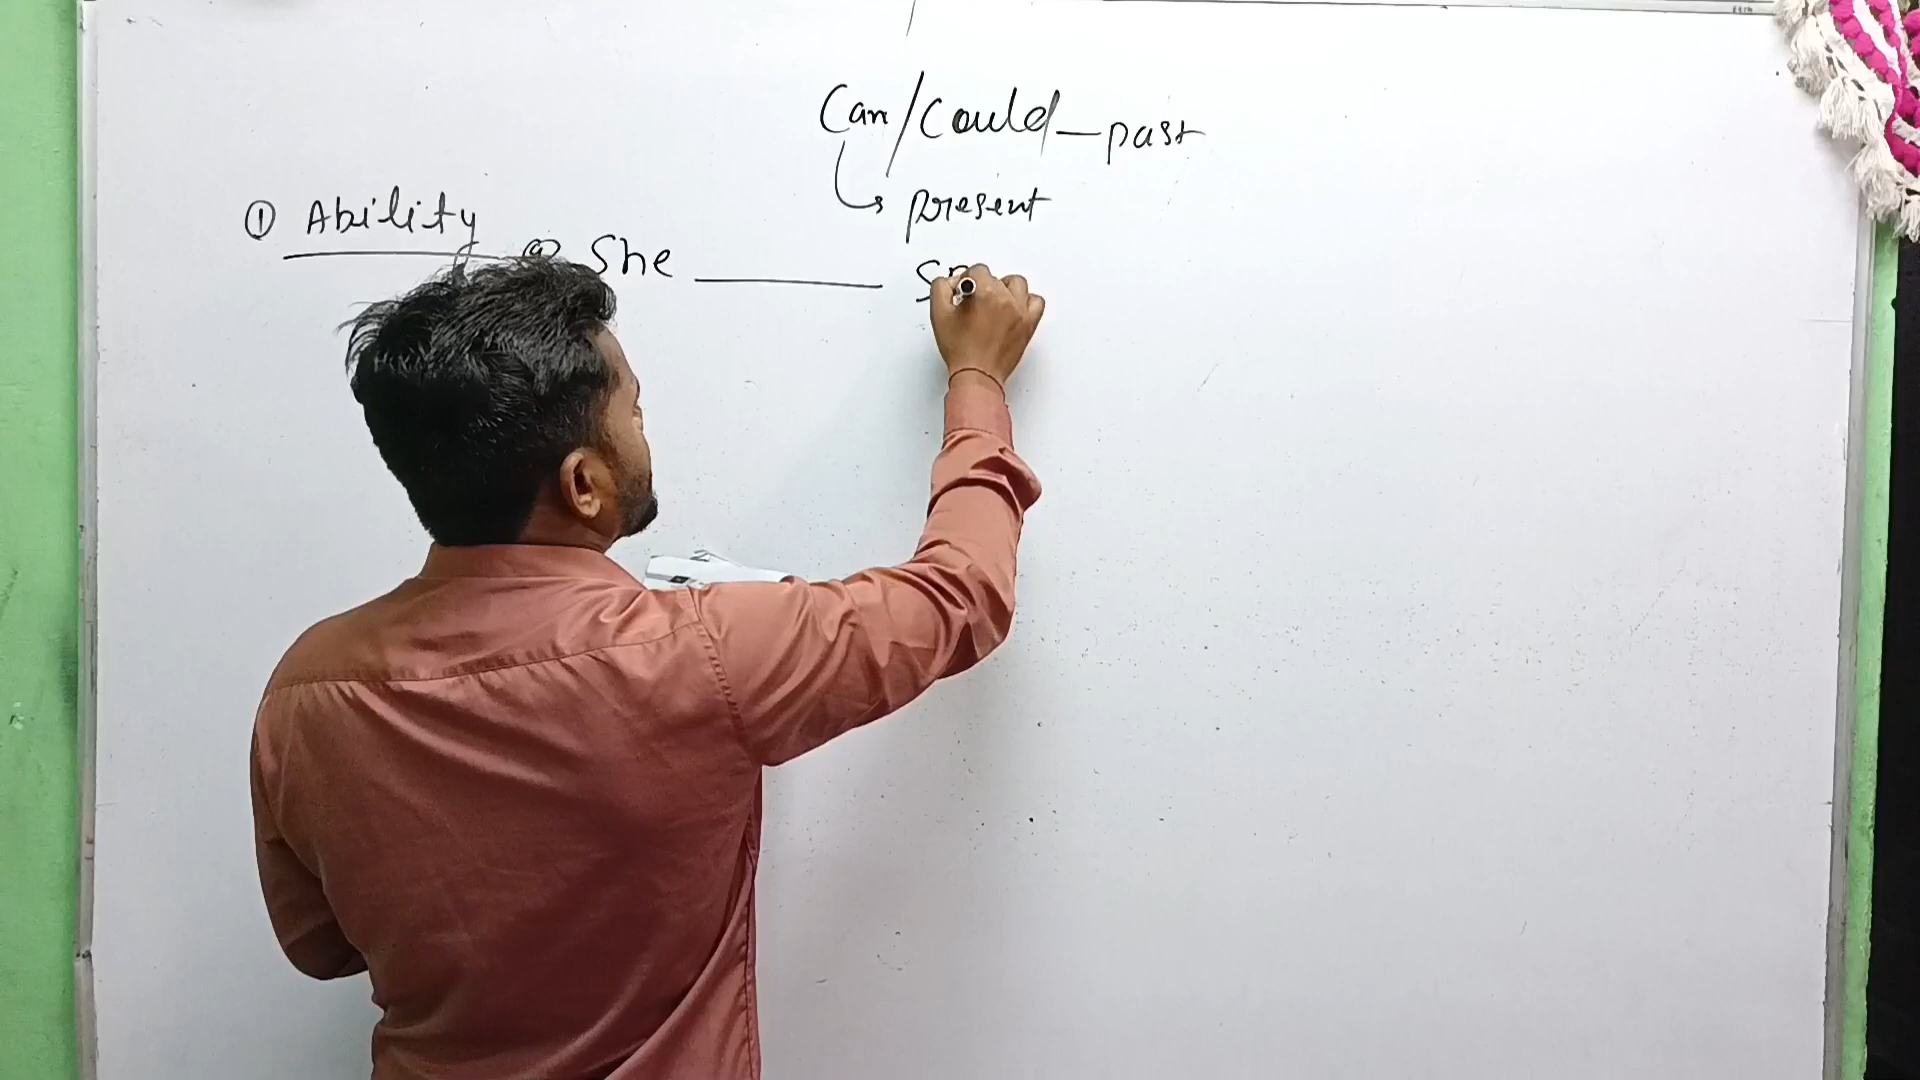 Can/Could—past
present
① Ability
ⓐ She ______